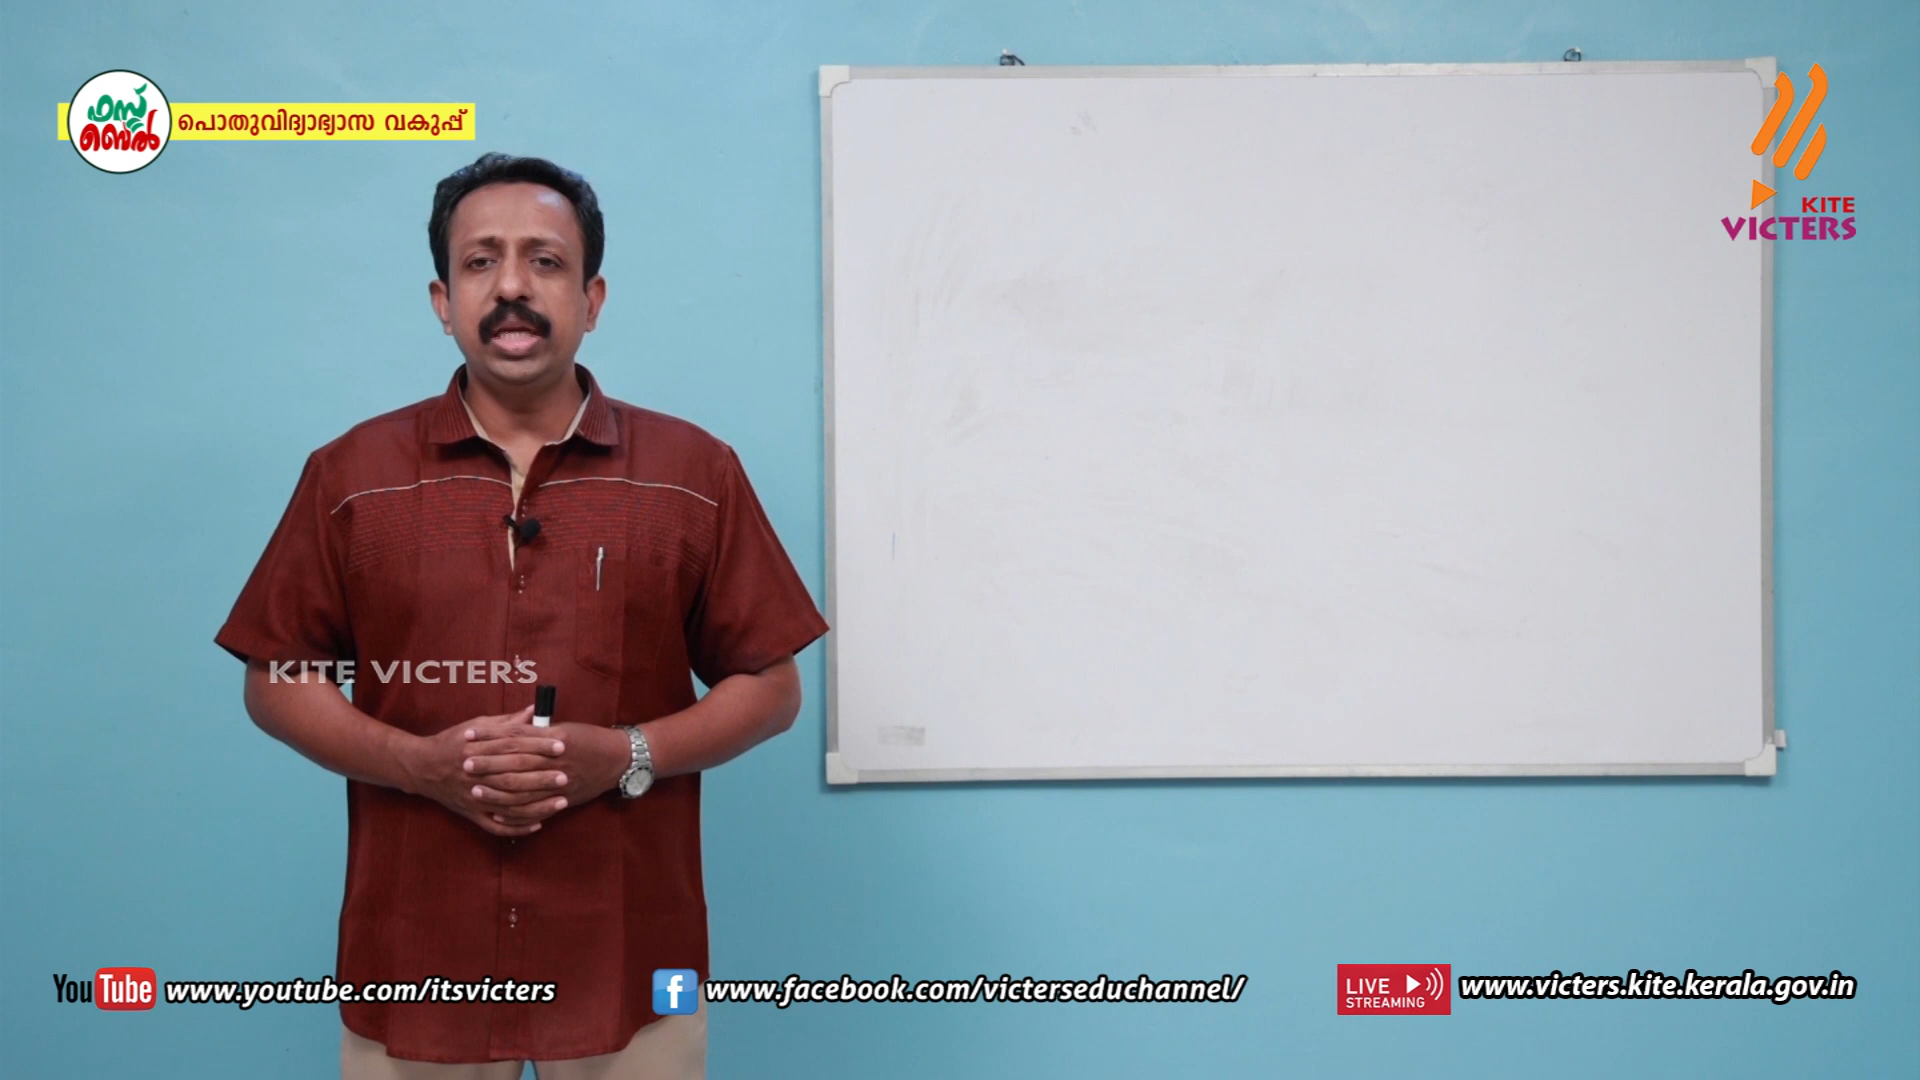 ഫസ്റ്റ്
ബെൽ
പൊതുവിദ്യാഭ്യാസ വകുപ്പ്
KITE
VICTERS
KITE VICTERS
YouTube www.youtube.com/itsvicters
f www.facebook.com/victerseduchannel/
LIVE
STREAMING
www.victers.kite.kerala.gov.in